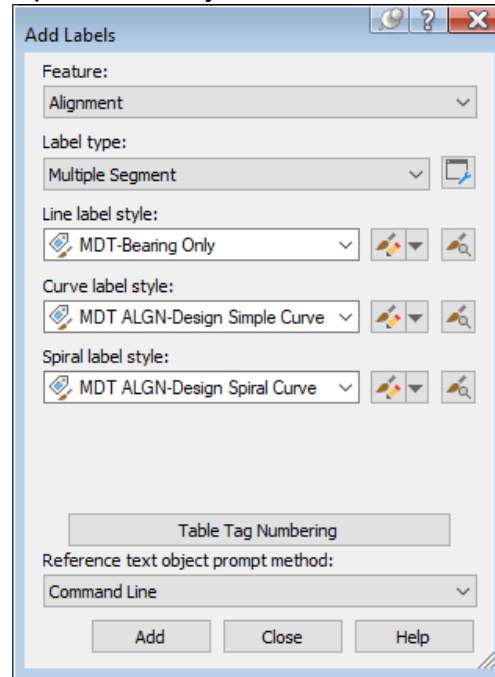 Add Labels
?
X
Feature:
Alignment
Label type:
Multiple Segment
Line label style:
MDT-Bearing Only
Curve label style:
MDT ALGN-Design Simple Curve
Spiral label style:
MDT ALGN-Design Spiral Curve
Table Tag Numbering
Reference text object prompt method:
Command Line
Add Close Help